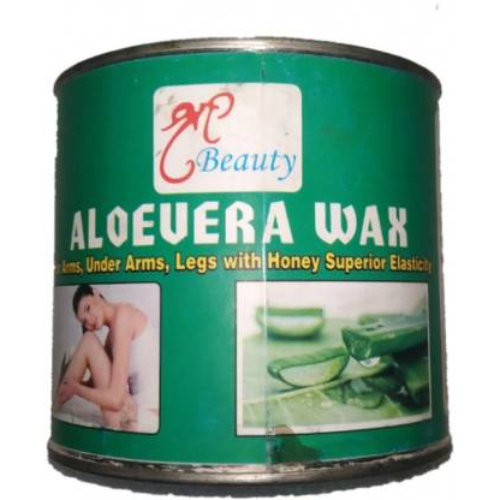 श्री
Beauty
ALOEVERA WAX
Arms, Under Arms, Legs with Honey Superior Elasticity